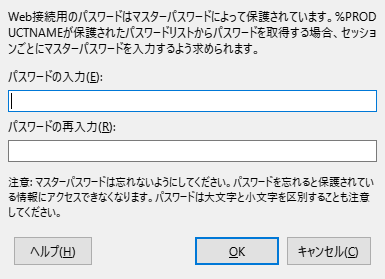 Web接続用のパスワードはマスターパスワードによって保護されています。%PROD
UCTNAMEが保護されたパスワードリストからパスワードを取得する場合、セッショ
ンごとにマスターパスワードを入力するよう求められます。
パスワードの入力(E):
パスワードの再入力(R):
注意: マスターパスワードは忘れないようにしてください。パスワードを忘れると保護されてい
る情報にアクセスできなくなります。パスワードは大文字と小文字を区別することも注意
してください。
ヘルプ(H)
OK
キャンセル(C)